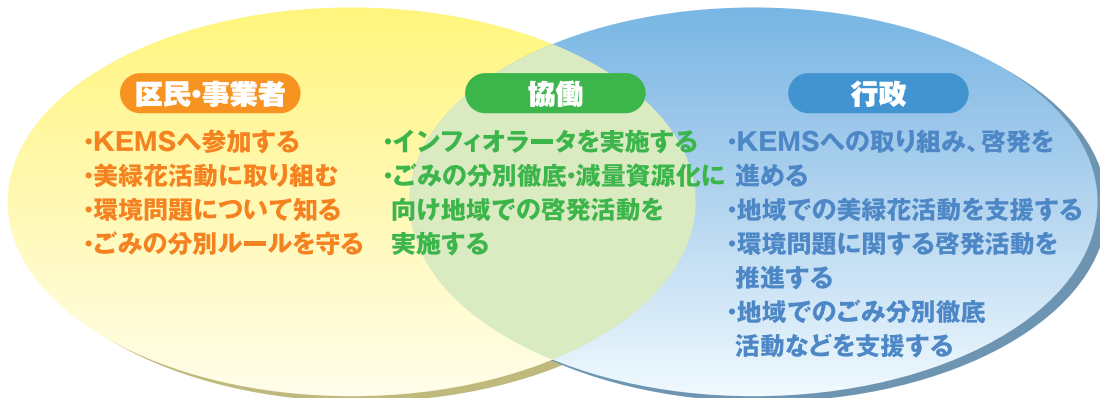 区民・事業者
・KEMSへ参加する
・美緑花活動に取り組む
・環境問題について知る
・ごみの分別ルールを守る
協働
・インフィオラータを実施する
・ごみの分別徹底・減量資源化に
向け地域での啓発活動を
実施する
行政
・KEMSへの取り組み、啓発を
進める
・地域での美緑花活動を支援する
・環境問題に関する啓発活動を
推進する
・地域でのごみ分別徹底
活動などを支援する